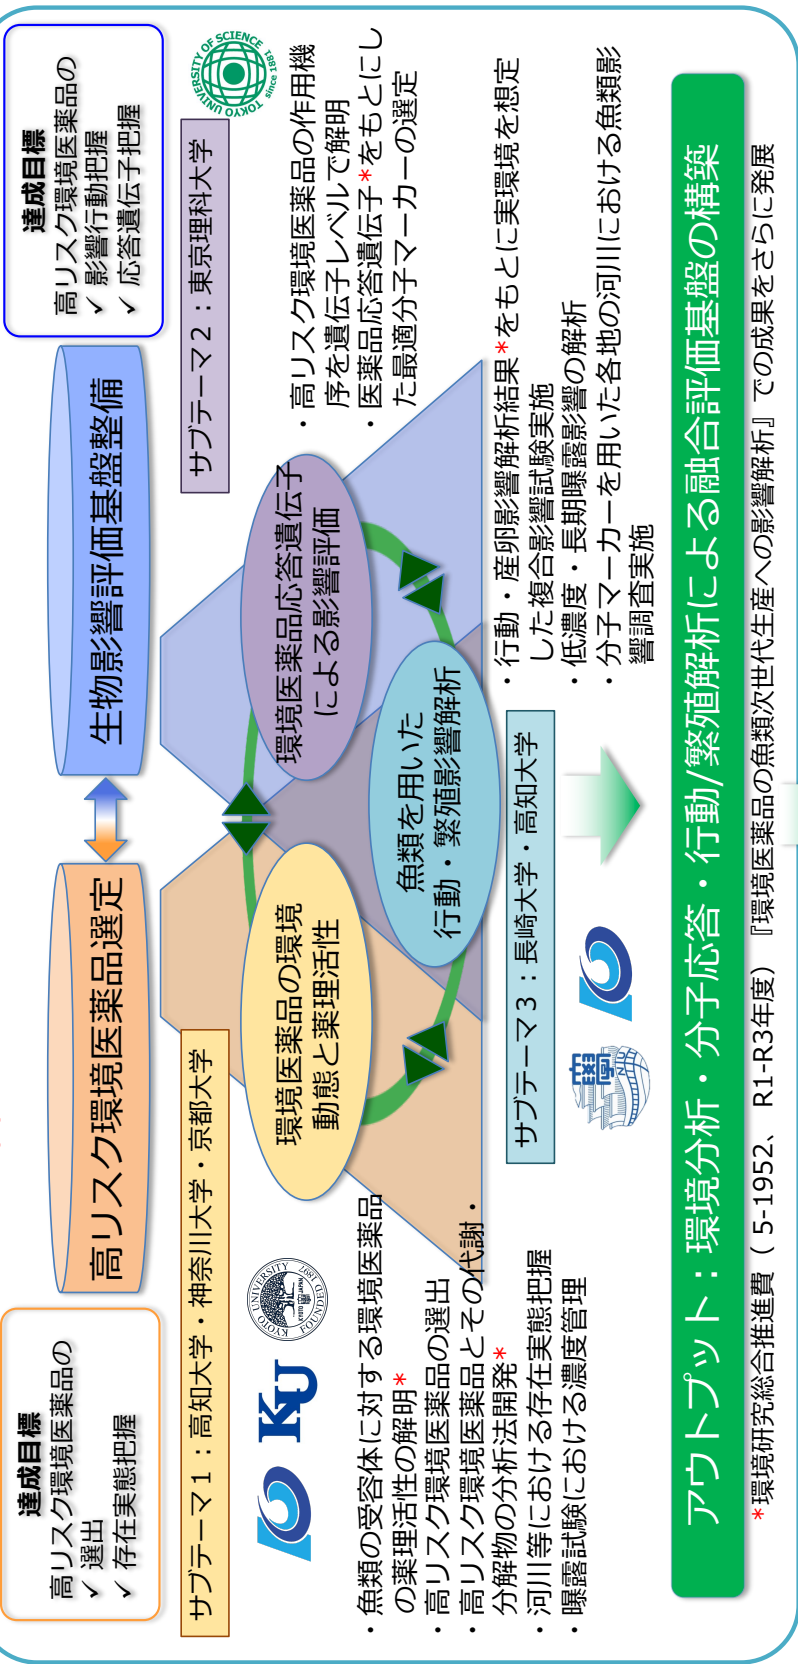 達成目標
高リスク環境医薬品の
✓ 選出
✓ 存在実態把握
高リスク環境医薬品選定
生物影響評価基盤整備
達成目標
高リスク環境医薬品の
✓ 影響行動把握
✓ 応答遺伝子把握
サブテーマ1：高知大学・神奈川大学・京都大学
KU
KYOTO UNIVERSITY
FOUNDED 1897
KYOTO JAPAN
・魚類の受容体に対する環境医薬品
の薬理活性の解明*
・高リスク環境医薬品の選出
・高リスク環境医薬品とその代謝・
分解物の分析法開発*
・河川等における存在実態把握
・曝露試験における濃度管理
環境医薬品の環境
動態と薬理活性
環境医薬品応答遺伝子
による影響評価
魚類を用いた
行動・繁殖影響解析
サブテーマ2：東京理科大学
TOKYO UNIVERSITY OF SCIENCE
since 1881
・高リスク環境医薬品の作用機
序を遺伝子レベルで解明
・医薬品応答遺伝子*をもとにし
た最適分子マーカーの選定
サブテーマ3：長崎大学・高知大学
・行動・産卵影響解析結果*をもとに実環境を想定
した複合影響試験実施
・低濃度・長期曝露影響の解析
・分子マーカーを用いた各地の河川における魚類影
響調査実施
アウトプット：環境分析・分子応答・行動/繁殖解析による融合評価基盤の構築
*環境研究総合推進費（5-1952、R1-R3年度）『環境医薬品の魚類次世代生産への影響解析』での成果をさらに発展